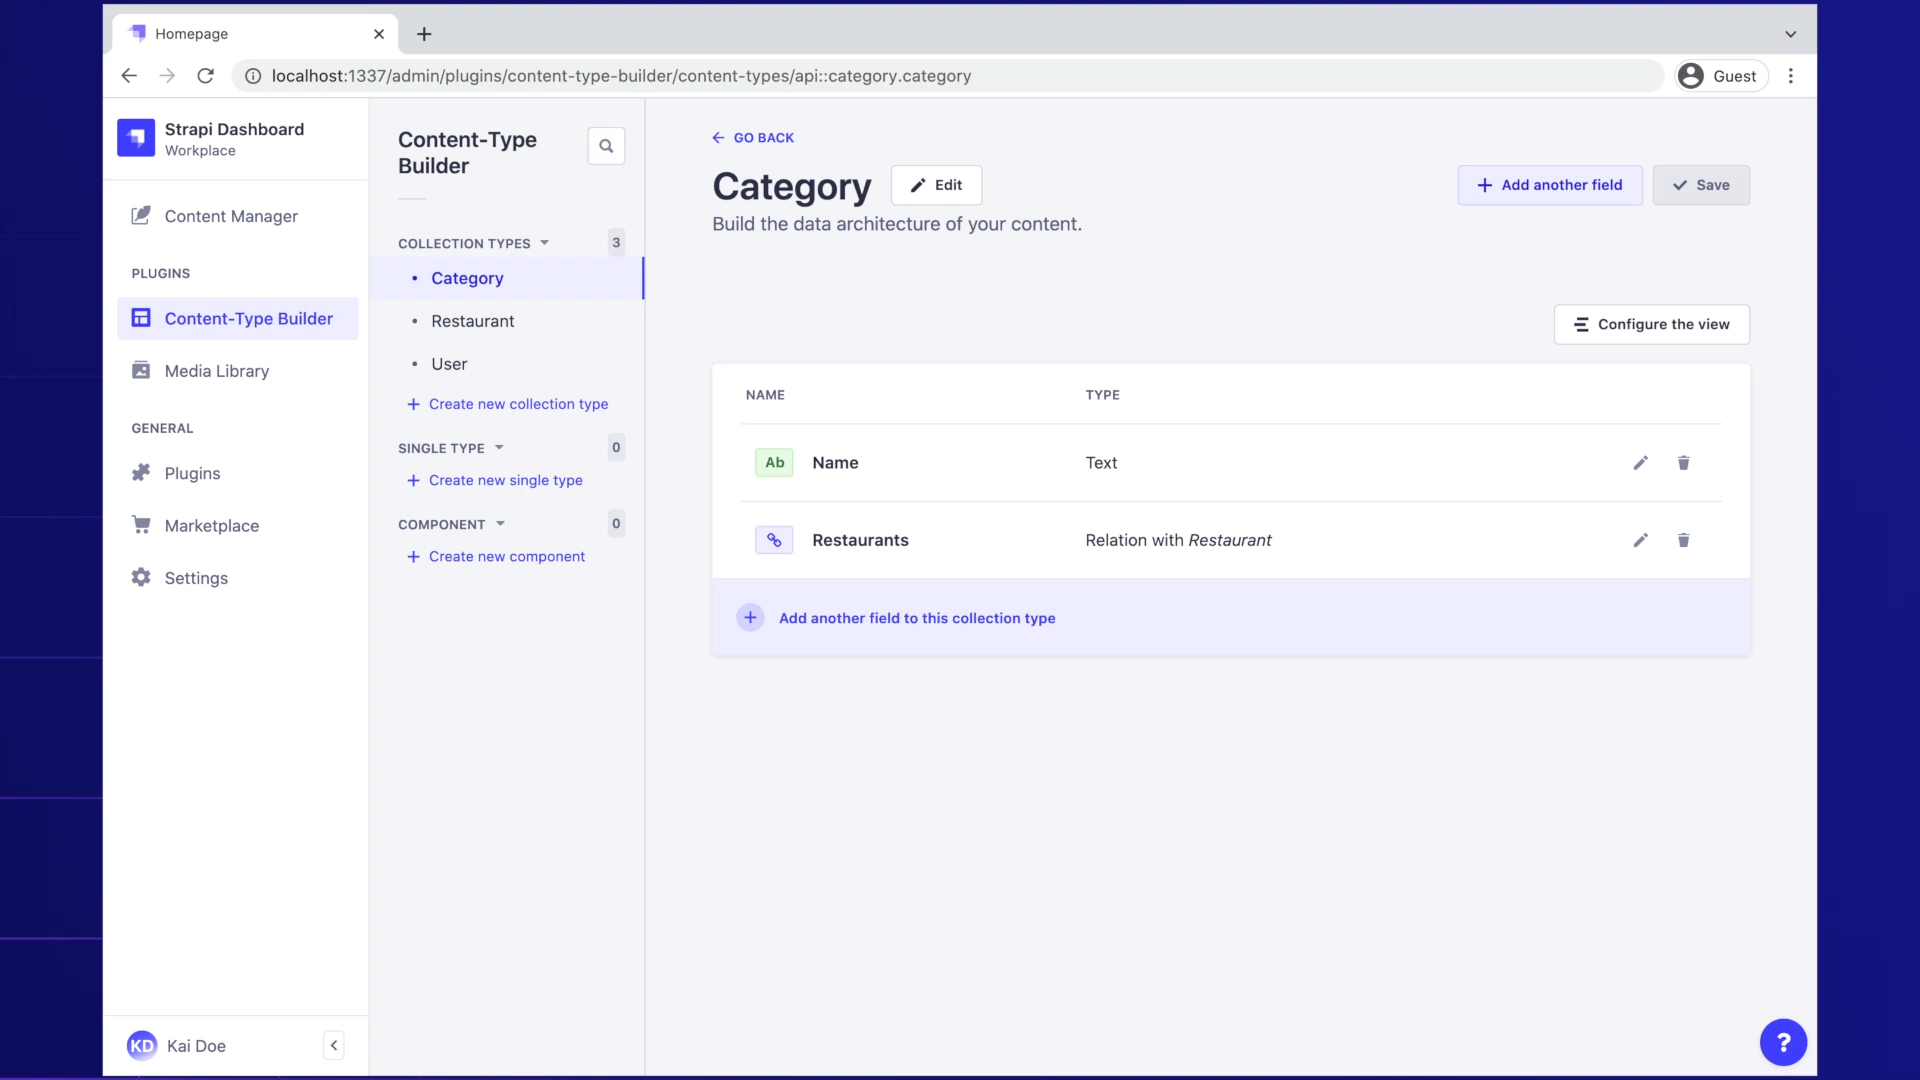 Homepage
localhost:1337/admin/plugins/content-type-builder/content-types/api::category.category
Guest
Strapi Dashboard
Workplace
Content Manager
PLUGINS
Content-Type Builder
Media Library
GENERAL
Plugins
Marketplace
Settings
KD Kai Doe
Content-Type
Builder
COLLECTION TYPES 3
Category
Restaurant
User
Create new collection type
SINGLE TYPE 0
Create new single type
COMPONENT 0
Create new component
GO BACK
Category Edit
Add another field Save
Build the data architecture of your content.
Configure the view
NAME TYPE
Ab Name Text
Restaurants Relation with Restaurant
Add another field to this collection type
?